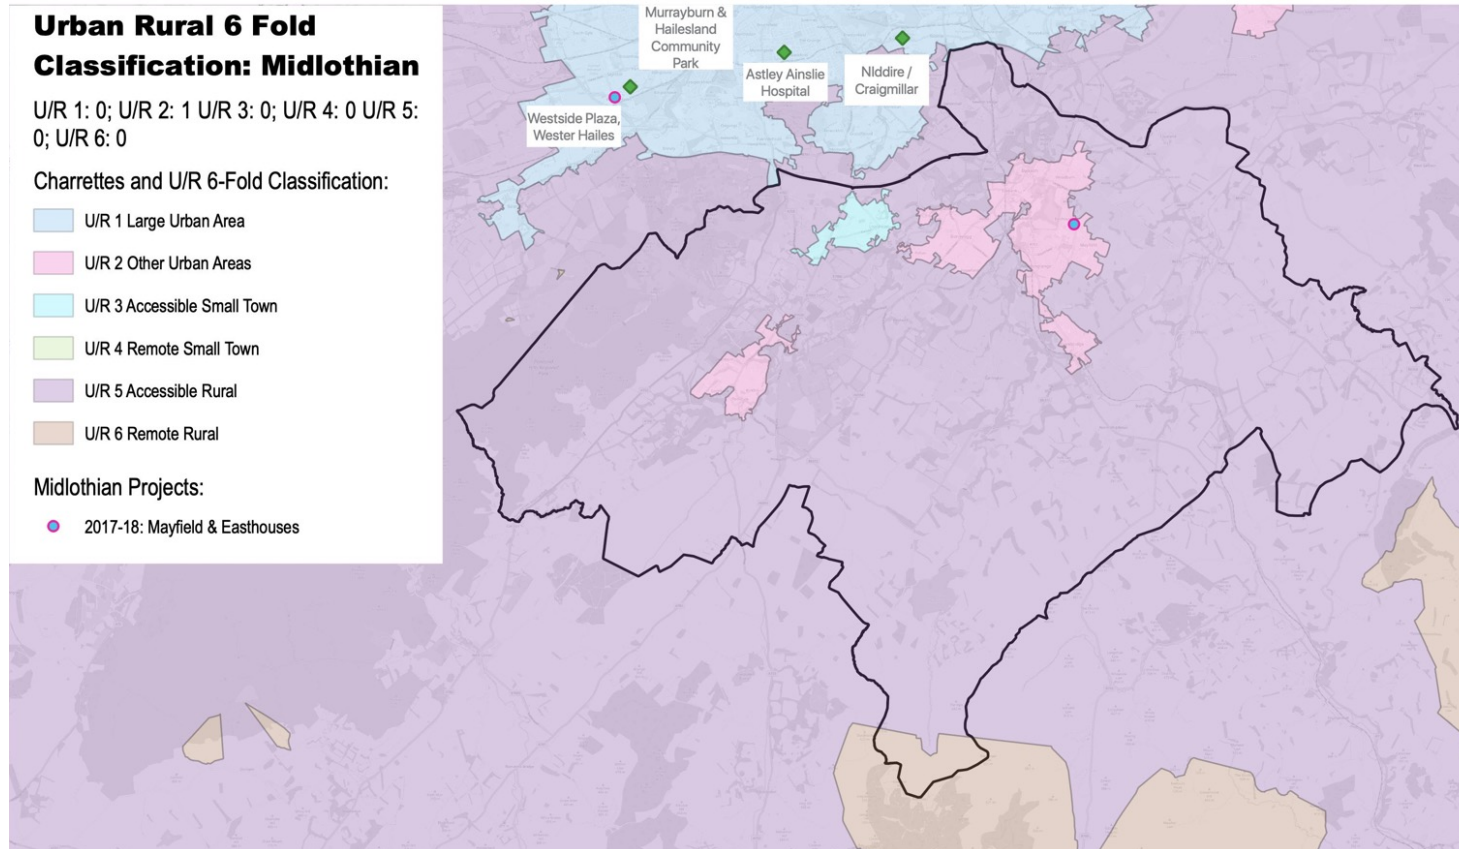 Urban Rural 6 Fold
Classification: Midlothian
U/R 1: 0; U/R 2: 1 U/R 3: 0; U/R 4: 0 U/R 5:
0; U/R 6: 0
Charrettes and U/R 6-Fold Classification:
U/R 1 Large Urban Area
U/R 2 Other Urban Areas
U/R 3 Accessible Small Town
U/R 4 Remote Small Town
U/R 5 Accessible Rural
U/R 6 Remote Rural
Midlothian Projects:
2017-18: Mayfield & Easthouses
Murrayburn &
Hailesland
Community
Park
Astley Ainslie
Hospital
NIddire /
Craigmillar
Westside Plaza,
Wester Hailes